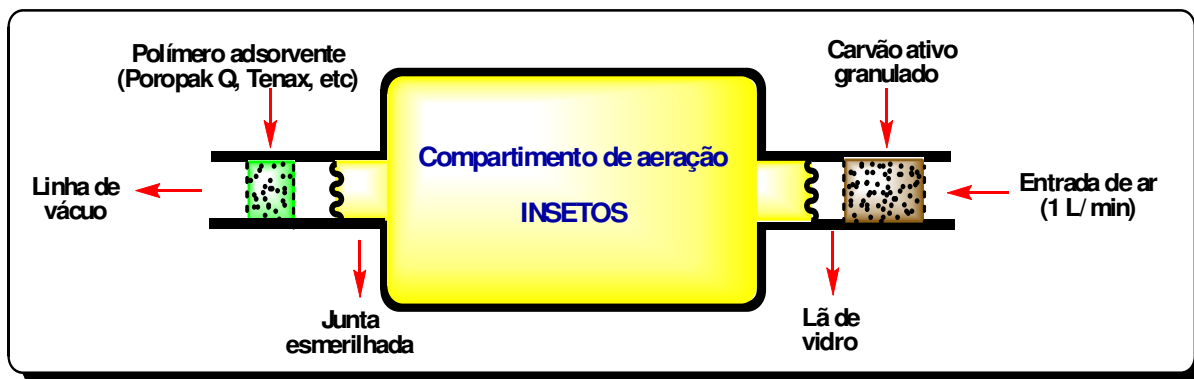 Polímero adsorvente
(Poropak Q, Tenax, etc)
Carvão ativo
granulado
Linha de
vácuo
Compartimento de aeração
INSETOS
Entrada de ar
(1 L/ min)
Junta
esmerilhada
Lã de
vidro